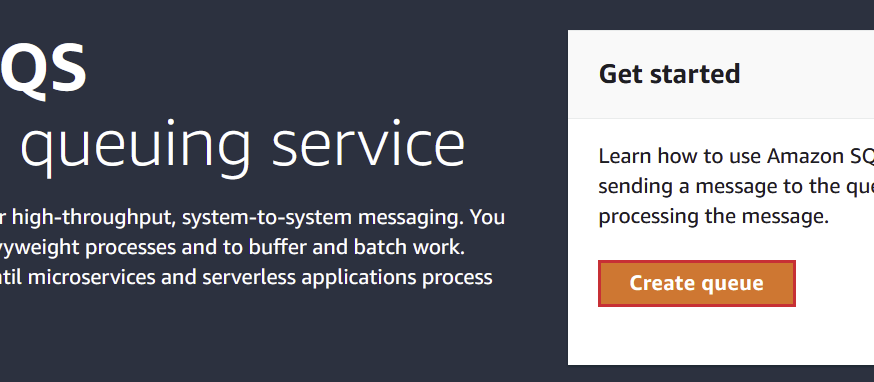 QS
queuing service
r high-throughput, system-to-system messaging. You
yweight processes and to buffer and batch work.
til microservices and serverless applications process
Get started
Learn how to use Amazon SQ
sending a message to the que
processing the message.
Create queue